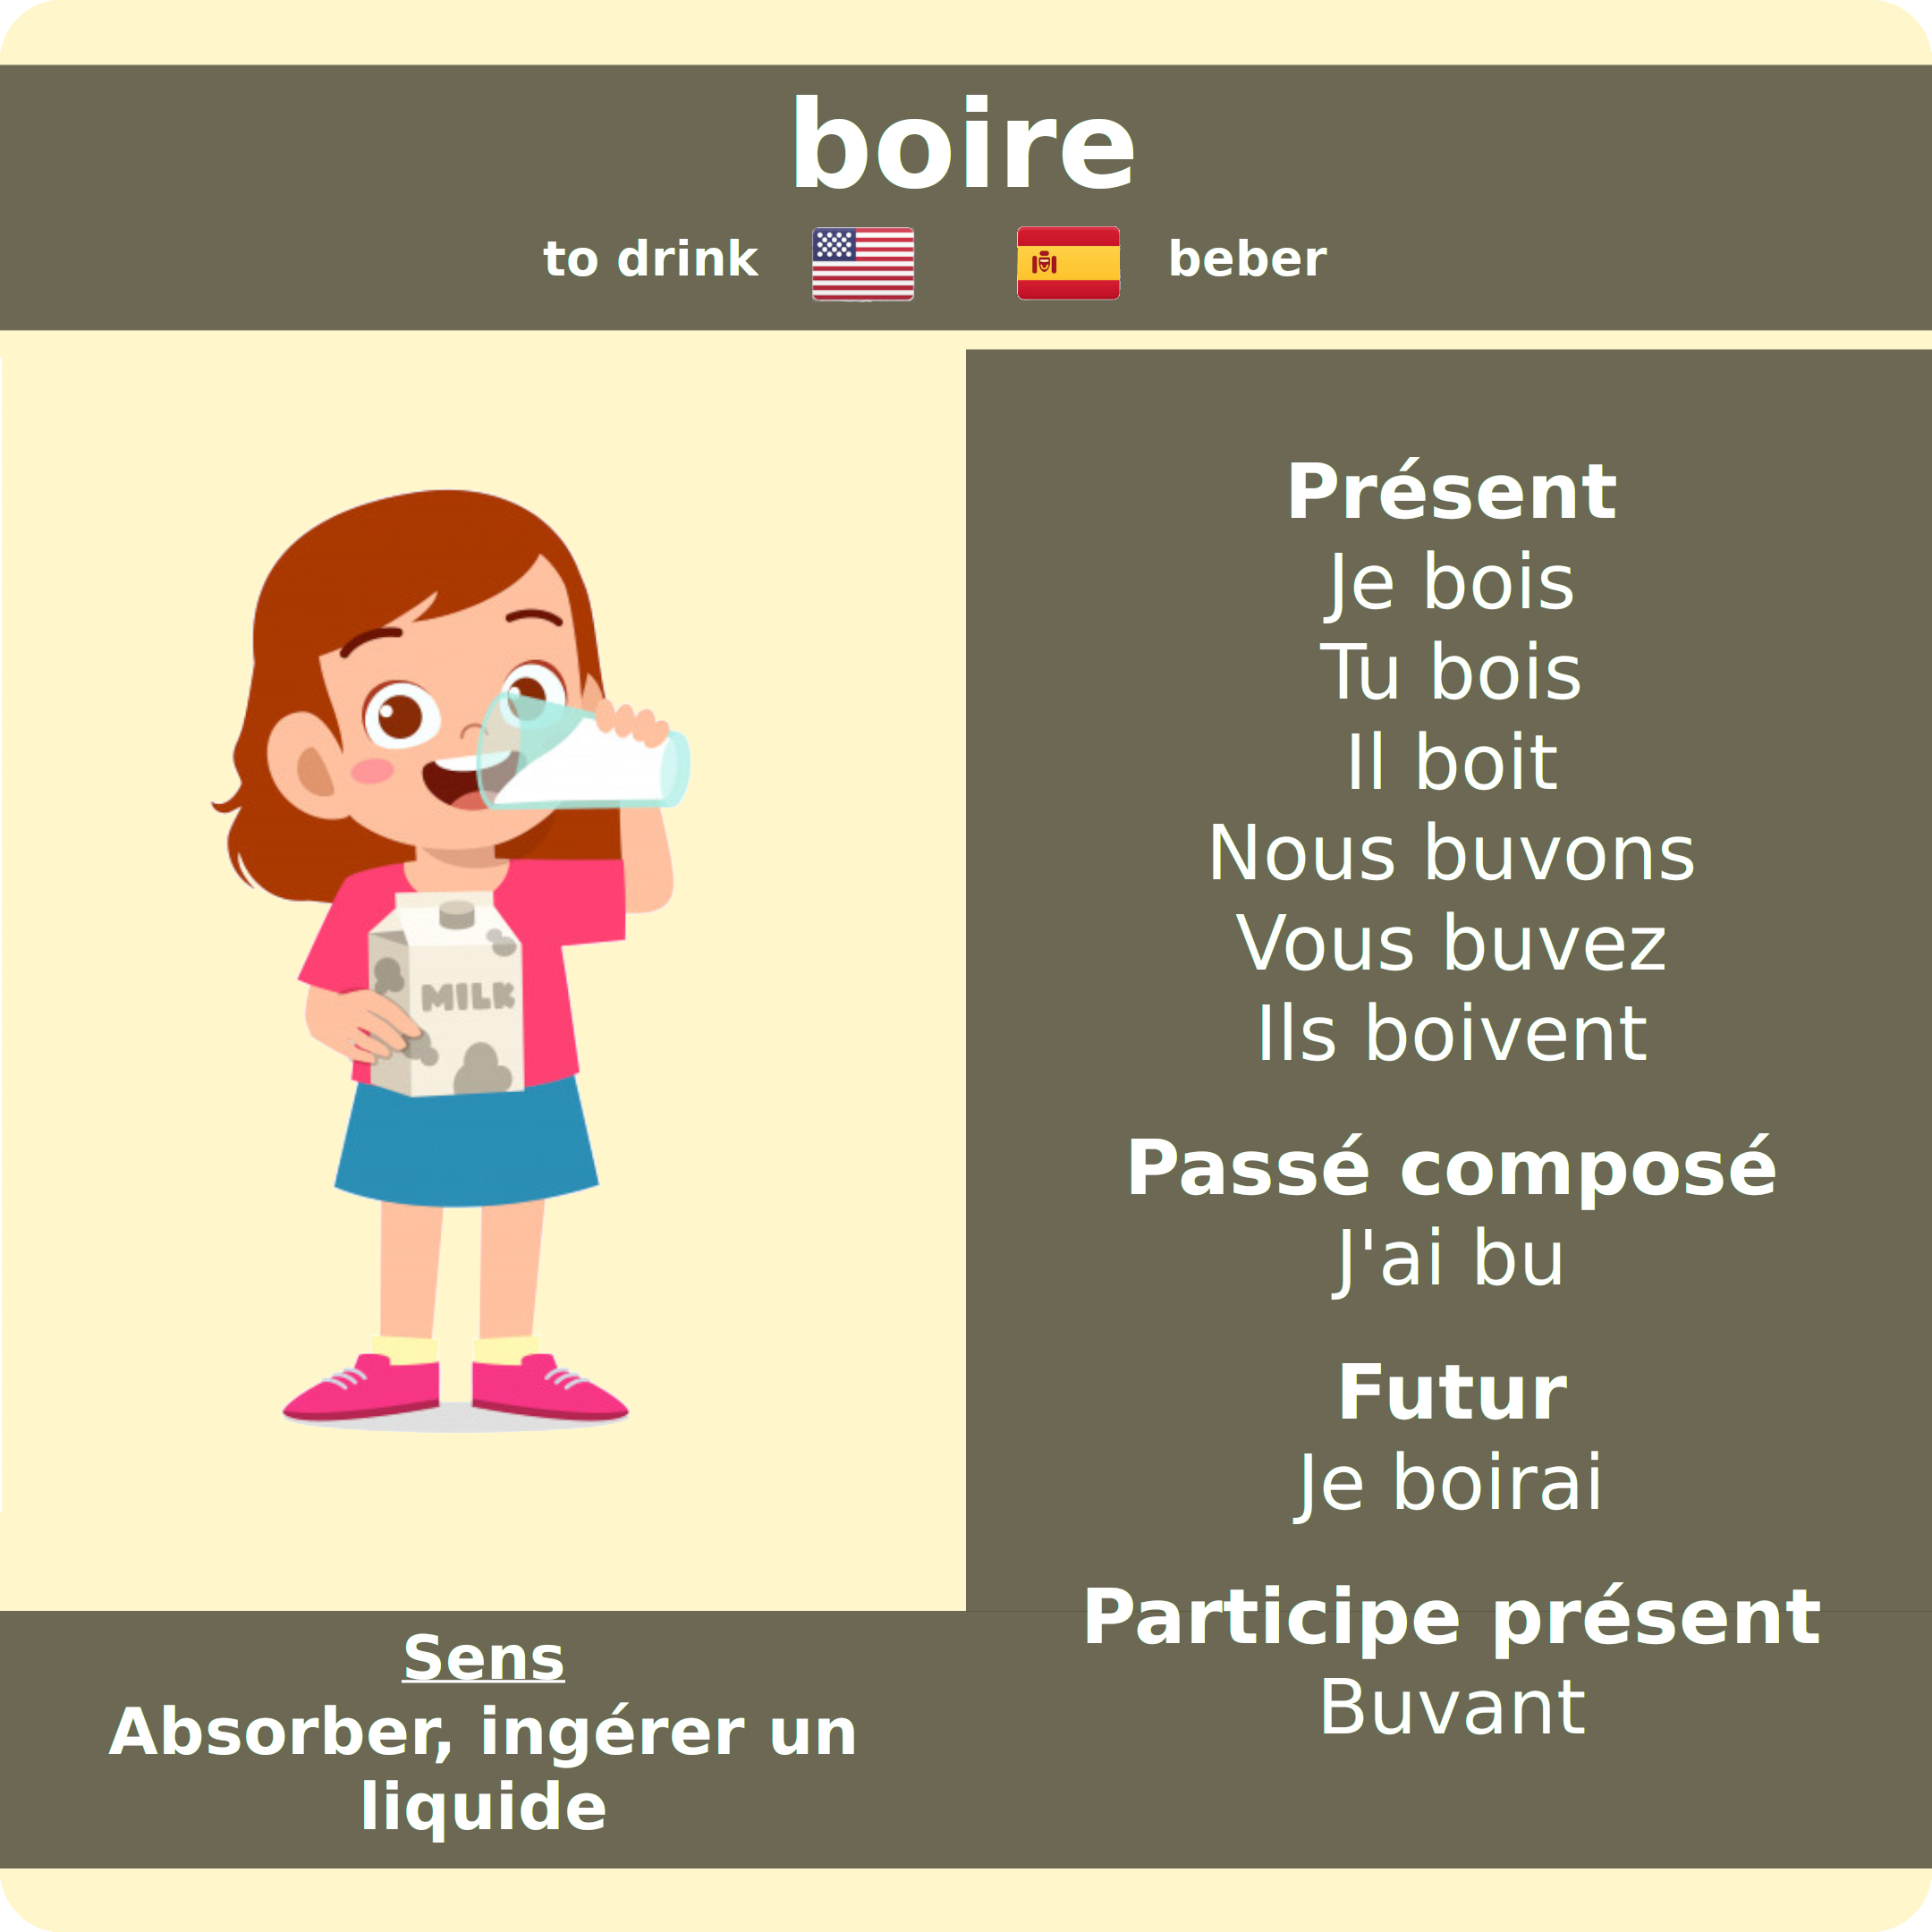 boire
to drink beber
MILK
Présent
Je bois
Tu bois
Il boit
Nous buvons
Vous buvez
Ils boivent
Passé composé
J'ai bu
Futur
Je boirai
Participe présent
Buvant
Sens
Absorber, ingérer un
liquide